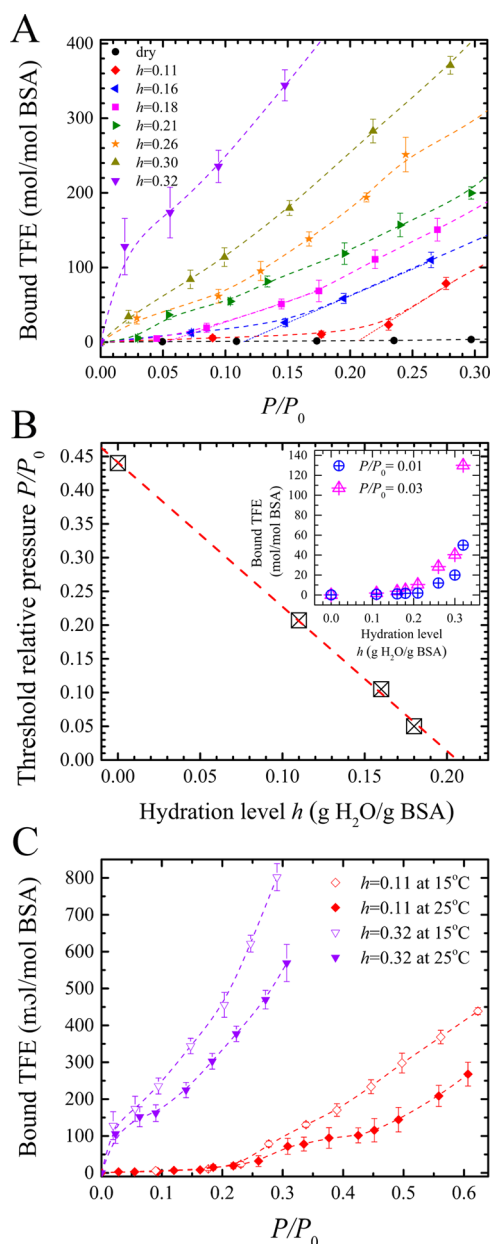 A
400
300
200
100
0
Bound TFE (mol/mol BSA)
dry
h=0.11
h=0.16
h=0.18
h=0.21
h=0.26
h=0.30
h=0.32
0.00 0.05 0.10 0.15 0.20 0.25 0.30
P/P0
B
0.45
0.40
0.35
0.30
0.25
0.20
0.15
0.10
0.05
0.00
Threshold relative pressure P/P0
P/P0= 0.01
P/P0= 0.03
140
120
100
80
60
40
20
0
Bound TFE
(mol/mol BSA)
0.0 0.1 0.2 0.3
Hydration level
h (g H2O/g BSA)
0.00 0.05 0.10 0.15 0.20
Hydration level h (g H2O/g BSA)
C
800
700
600
500
400
300
200
100
0
Bound TFE (mol/mol BSA)
h=0.11 at 15°C
h=0.11 at 25°C
h=0.32 at 15°C
h=0.32 at 25°C
0.0 0.1 0.2 0.3 0.4 0.5 0.6
P/P0